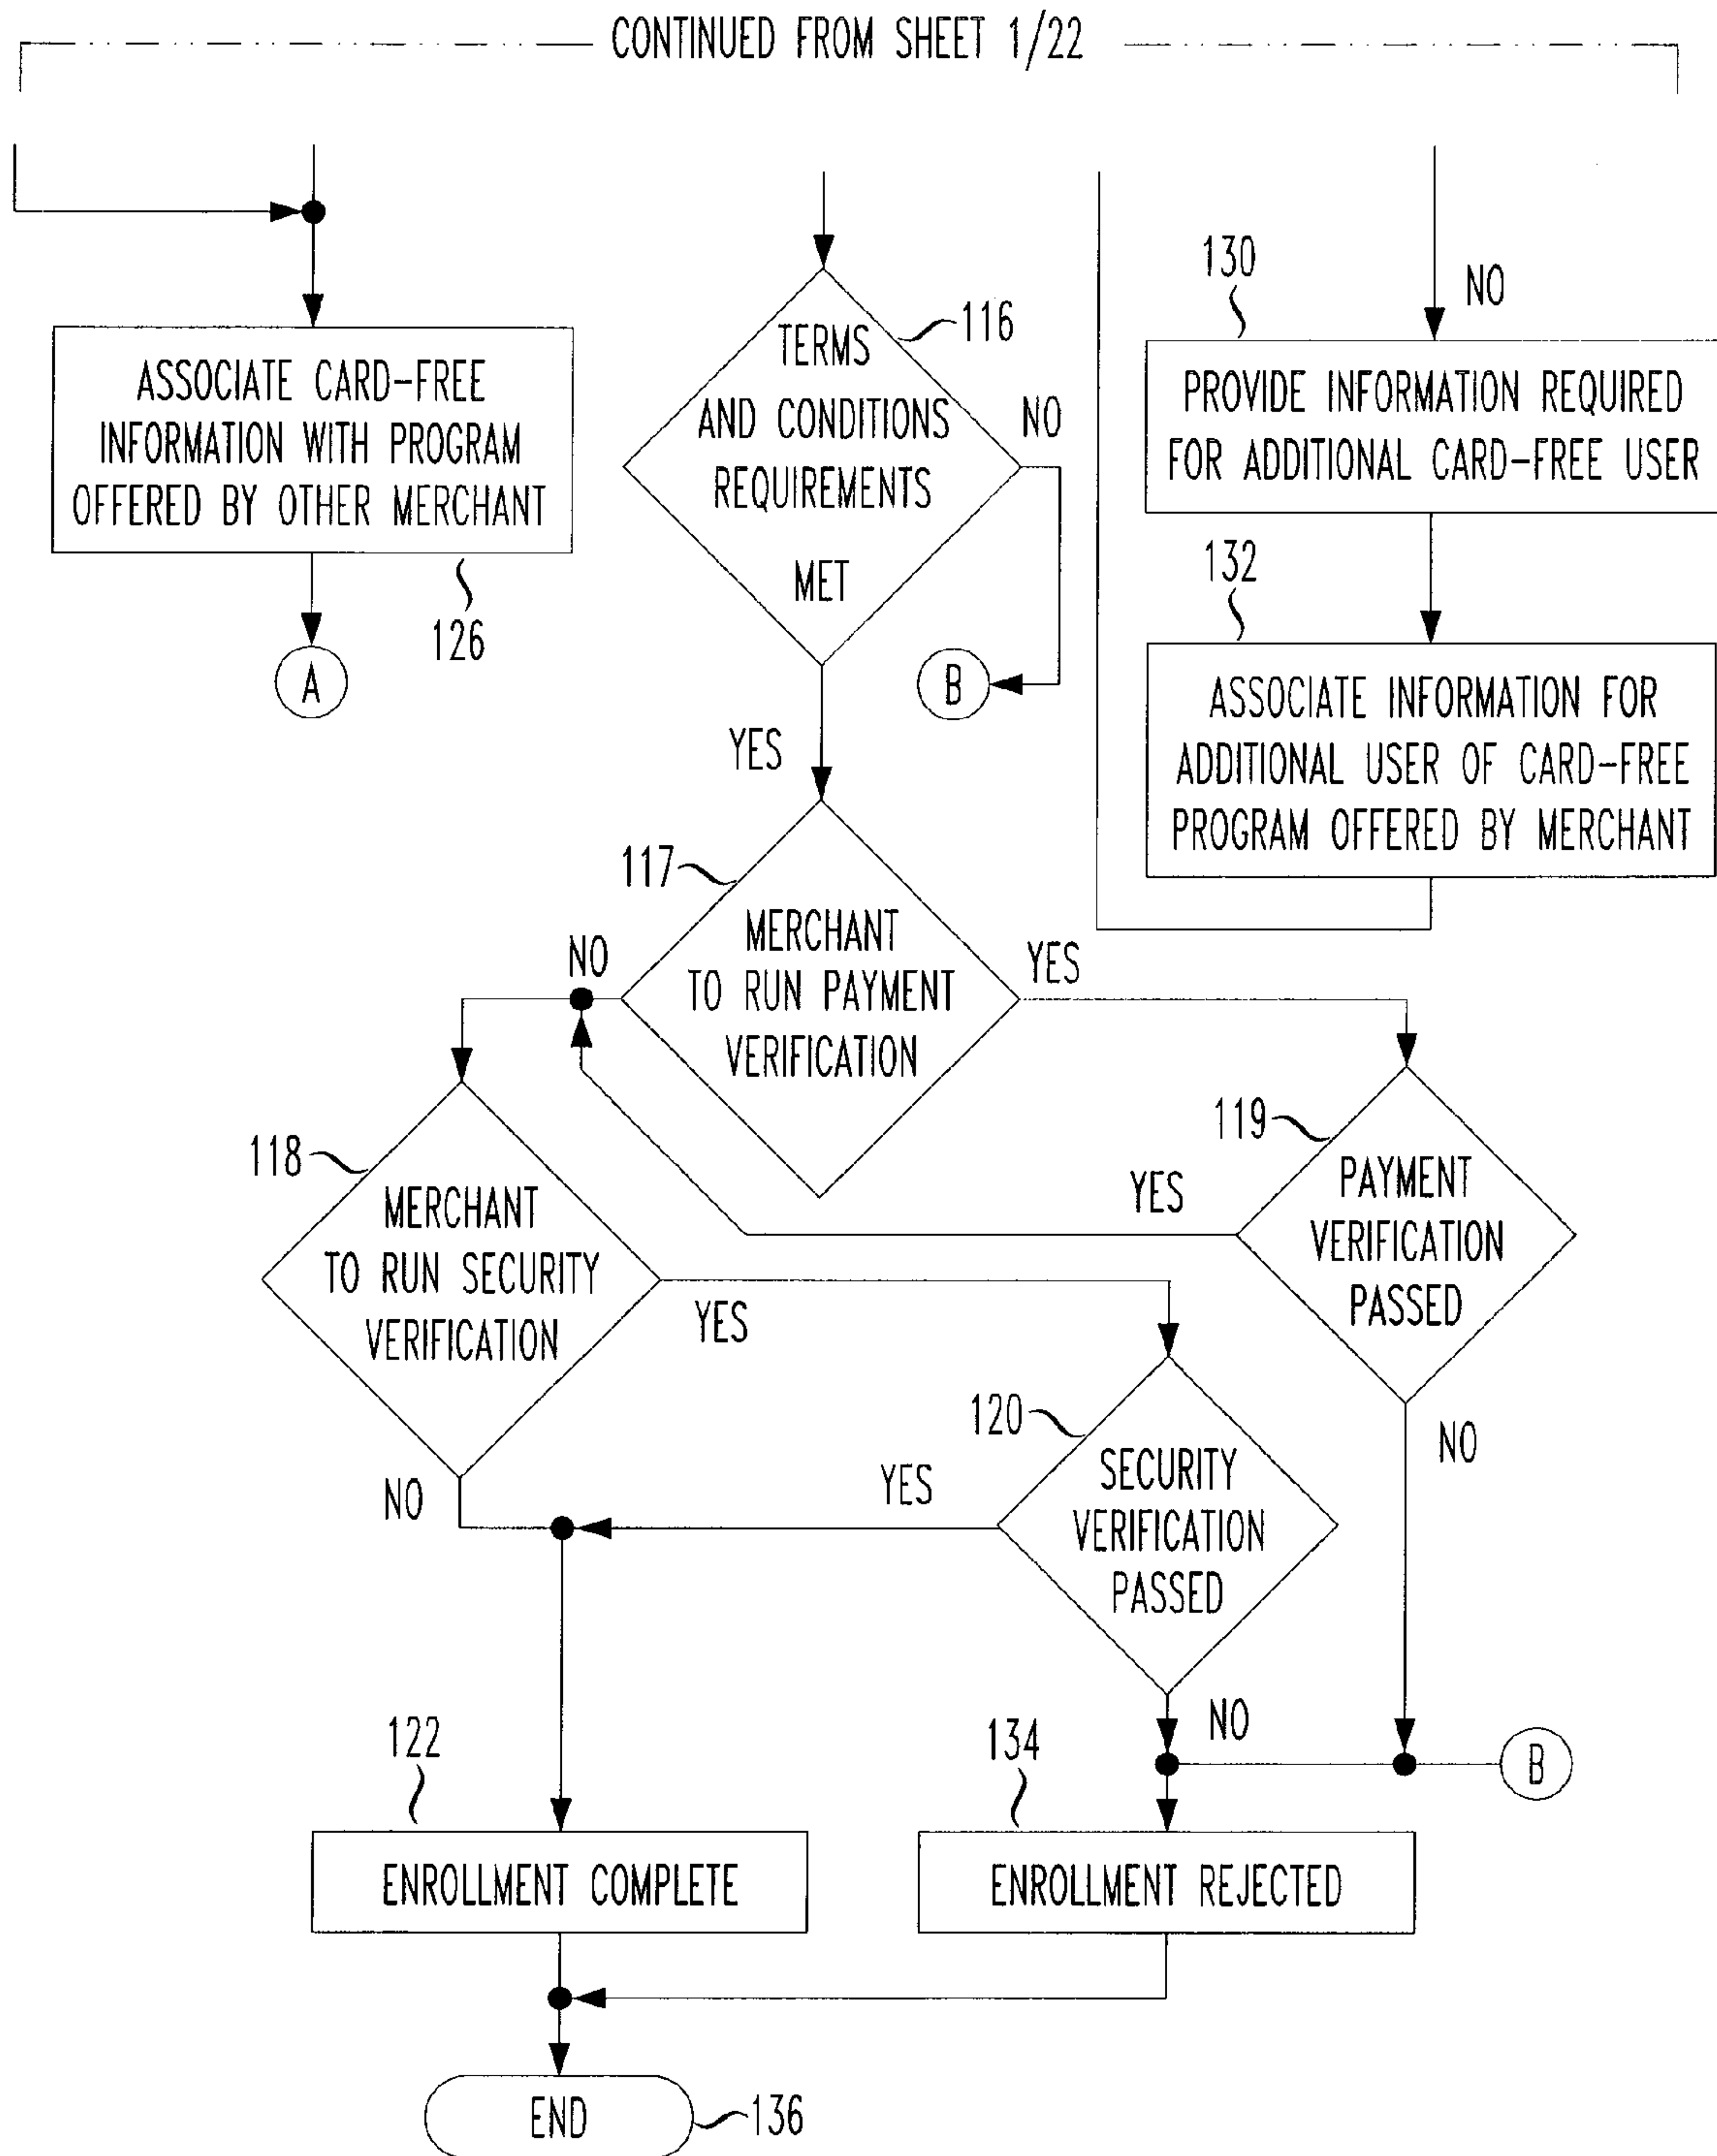 CONTINUED FROM SHEET 1/22
ASSOCIATE CARD-FREE
INFORMATION WITH PROGRAM
OFFERED BY OTHER MERCHANT
126
A
TERMS
AND CONDITIONS
REQUIREMENTS
MET
116
NO
B
YES
NO
130
PROVIDE INFORMATION REQUIRED
FOR ADDITIONAL CARD-FREE USER
132
ASSOCIATE INFORMATION FOR
ADDITIONAL USER OF CARD-FREE
PROGRAM OFFERED BY MERCHANT
117
MERCHANT
TO RUN PAYMENT
VERIFICATION
NO
YES
118
MERCHANT
TO RUN SECURITY
VERIFICATION
YES
NO
119
PAYMENT
VERIFICATION
PASSED
YES
NO
120
SECURITY
VERIFICATION
PASSED
YES
NO
B
122
ENROLLMENT COMPLETE
134
ENROLLMENT REJECTED
END
136